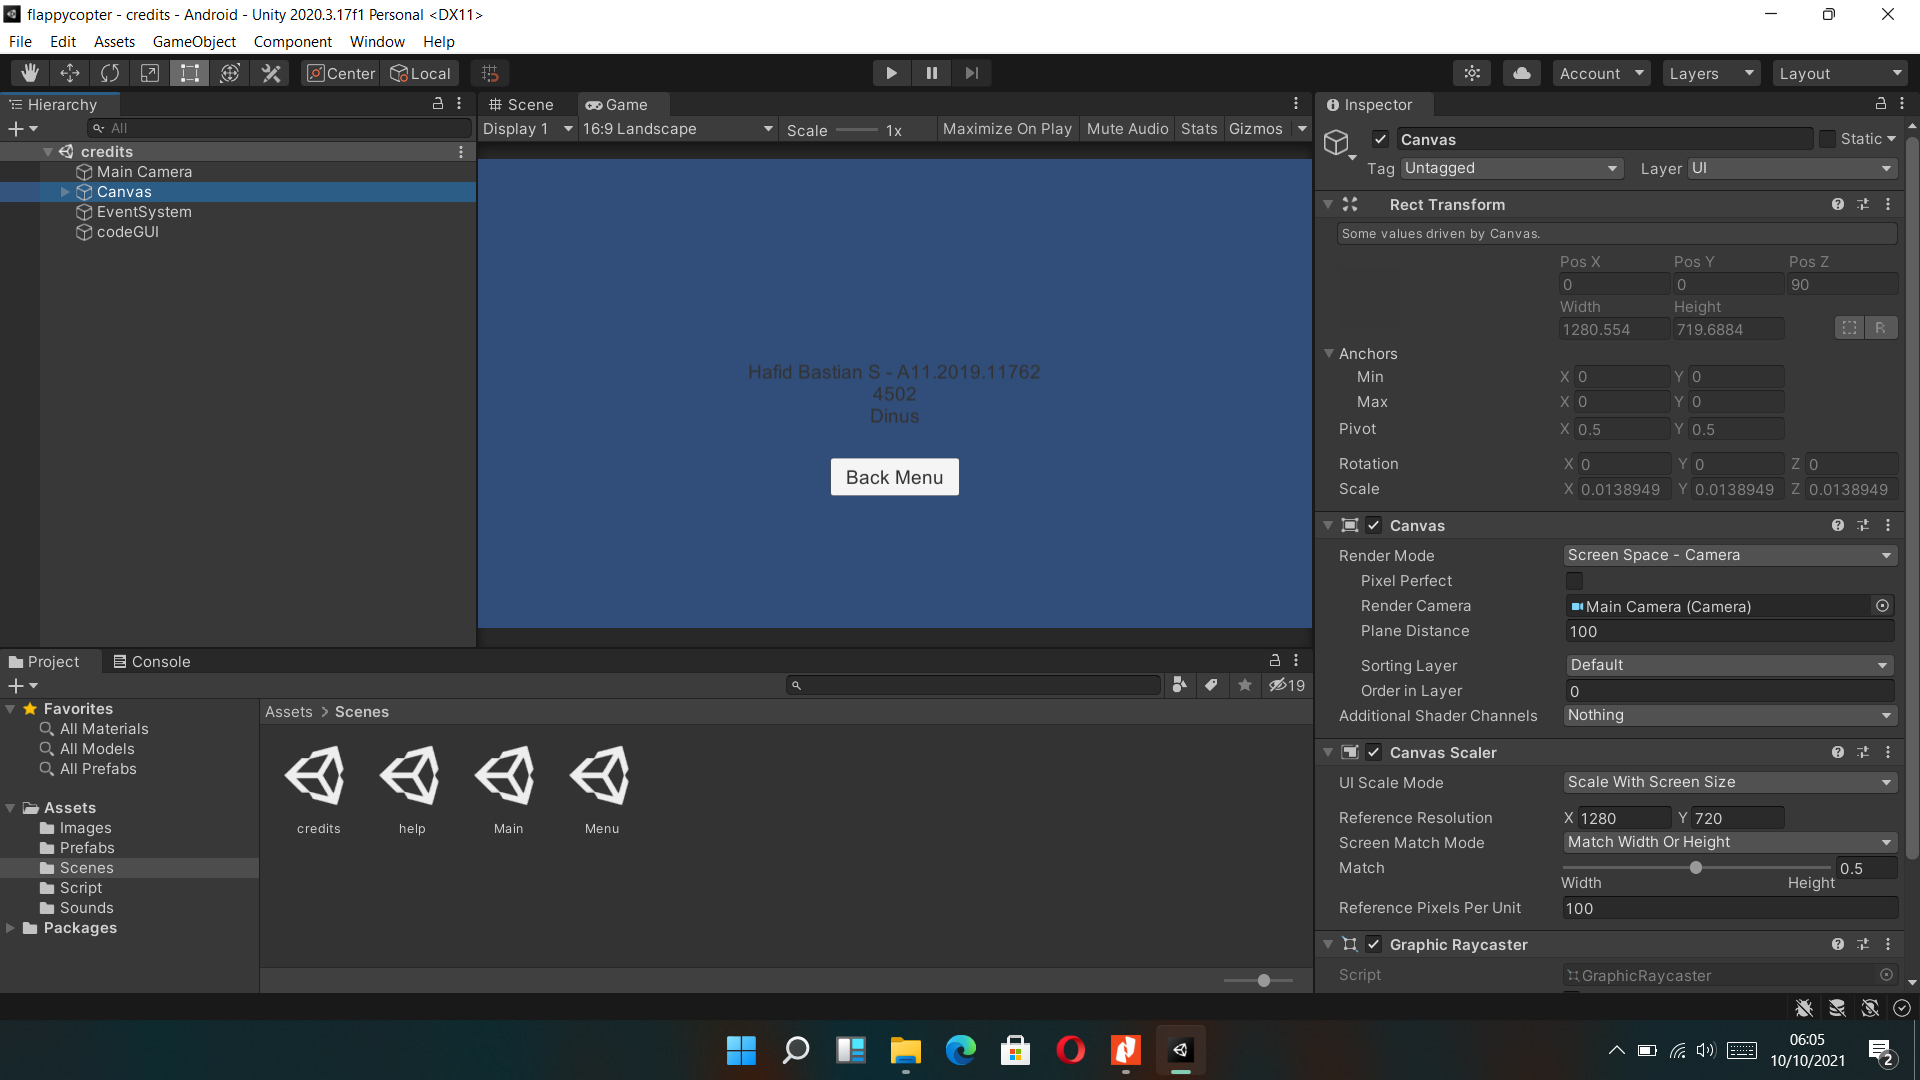 flappycopter - credits - Android - Unity 2020.3.17f1 Personal <DX11>
File Edit Assets GameObject Component Window Help
Center Local Account Layers Layout
Hierarchy
All
credits
Main Camera
Canvas
EventSystem
codeGUI
Scene Game
Display 1 16:9 Landscape Scale 1x Maximize On Play Mute Audio Stats Gizmos
Hafid Bastian S - A11.2019.11762
4502
Dinus
Back Menu
Project Console
19
Favorites
All Materials
All Models
All Prefabs
Assets
Images
Prefabs
Scenes
Script
Sounds
Packages
Assets > Scenes
credits help Main Menu
Inspector
Canvas Static
Tag Untagged Layer UI
Rect Transform
Some values driven by Canvas.
Pos X Pos Y Pos Z
0 0 90
Width Height
1280.554 719.6884 R
Anchors
Min X 0 Y 0
Max X 0 Y 0
Pivot X 0.5 Y 0.5
Rotation X 0 Y 0 Z 0
Scale X 0.0138949 Y 0.0138949 Z 0.0138949
Canvas
Render Mode Screen Space - Camera
Pixel Perfect
Render Camera Main Camera (Camera)
Plane Distance 100
Sorting Layer Default
Order in Layer 0
Additional Shader Channels Nothing
Canvas Scaler
UI Scale Mode Scale With Screen Size
Reference Resolution X 1280 Y 720
Screen Match Mode Match Width Or Height
Match 0.5
Width Height
Reference Pixels Per Unit 100
Graphic Raycaster
Script GraphicRaycaster
06:05
10/10/2021
2